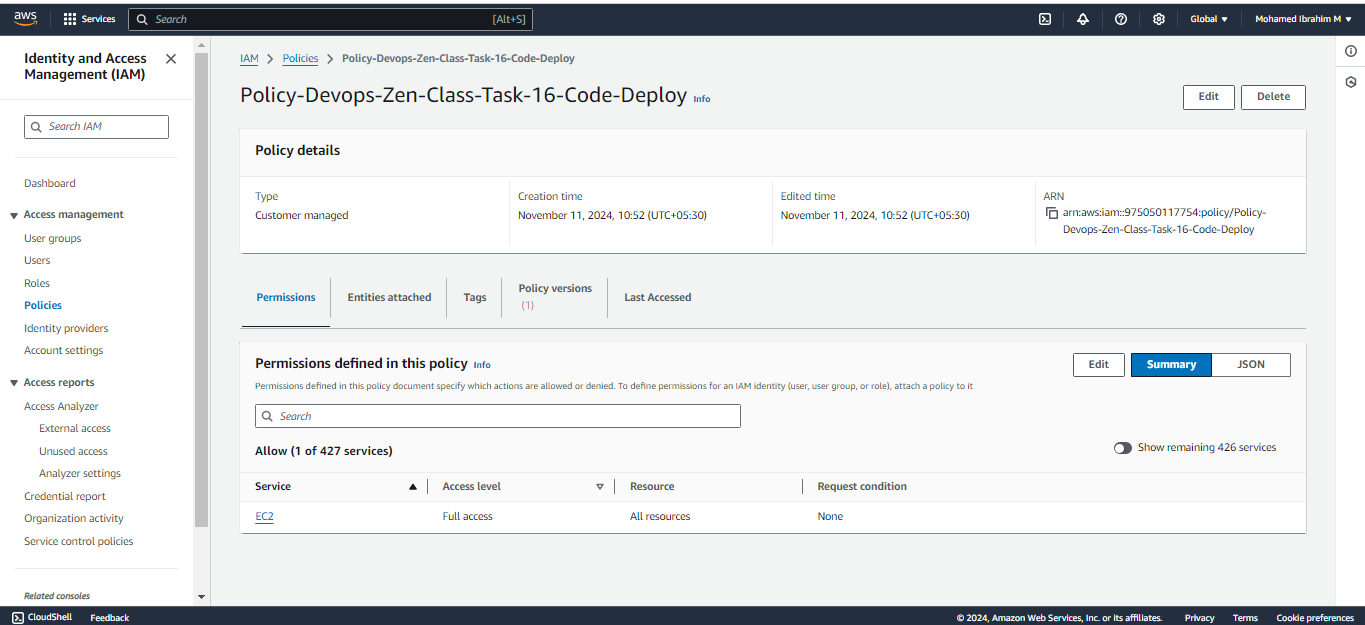 aws
Services
Search
[Alt+S]
Global
Mohamed Ibrahim M
Identity and Access
Management (IAM)
Search IAM
Dashboard
Access management
User groups
Users
Roles
Policies
Identity providers
Account settings
Access reports
Access Analyzer
External access
Unused access
Analyzer settings
Credential report
Organization activity
Service control policies
Related consoles
IAM > Policies > Policy-Devops-Zen-Class-Task-16-Code-Deploy
Policy-Devops-Zen-Class-Task-16-Code-Deploy Info
Edit
Delete
Policy details
Type
Customer managed
Creation time
November 11, 2024, 10:52 (UTC+05:30)
Edited time
November 11, 2024, 10:52 (UTC+05:30)
ARN
arn:aws:iam::975050117754:policy/Policy-
Devops-Zen-Class-Task-16-Code-Deploy
Permissions
Entities attached
Tags
Policy versions
(1)
Last Accessed
Permissions defined in this policy Info
Edit
Summary
JSON
Permissions defined in this policy document specify which actions are allowed or denied. To define permissions for an IAM identity (user, user group, or role), attach a policy to it
Search
Allow (1 of 427 services)
Show remaining 426 services
Service
Access level
Resource
Request condition
EC2
Full access
All resources
None
CloudShell
Feedback
© 2024, Amazon Web Services, Inc. or its affiliates.
Privacy
Terms
Cookie preferences